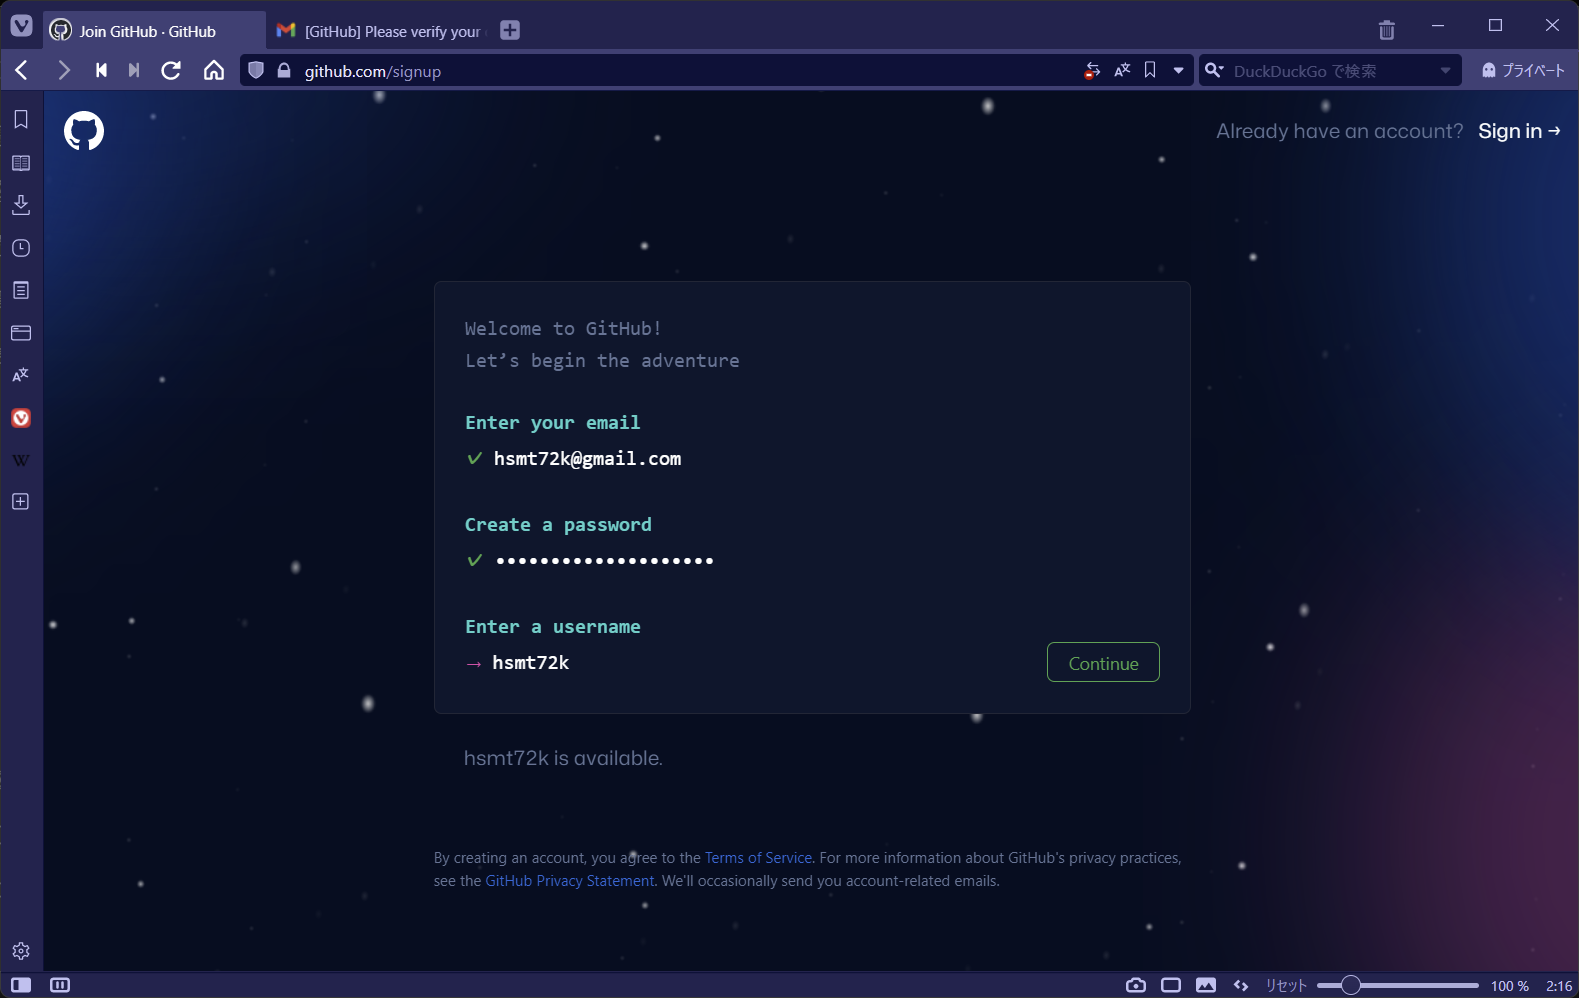 Join GitHub · GitHub
[GitHub] Please verify your
github.com/signup
DuckDuckGo で検索
プライベート
Already have an account? Sign in →
Welcome to GitHub!
Let’s begin the adventure
Enter your email
✓ hsmt72k@gmail.com
Create a password
✓ ••••••••••••••••••••
Enter a username
→ hsmt72k
Continue
hsmt72k is available.
By creating an account, you agree to the Terms of Service. For more information about GitHub's privacy practices,
see the GitHub Privacy Statement. We'll occasionally send you account-related emails.
リセット
100 %
2:16